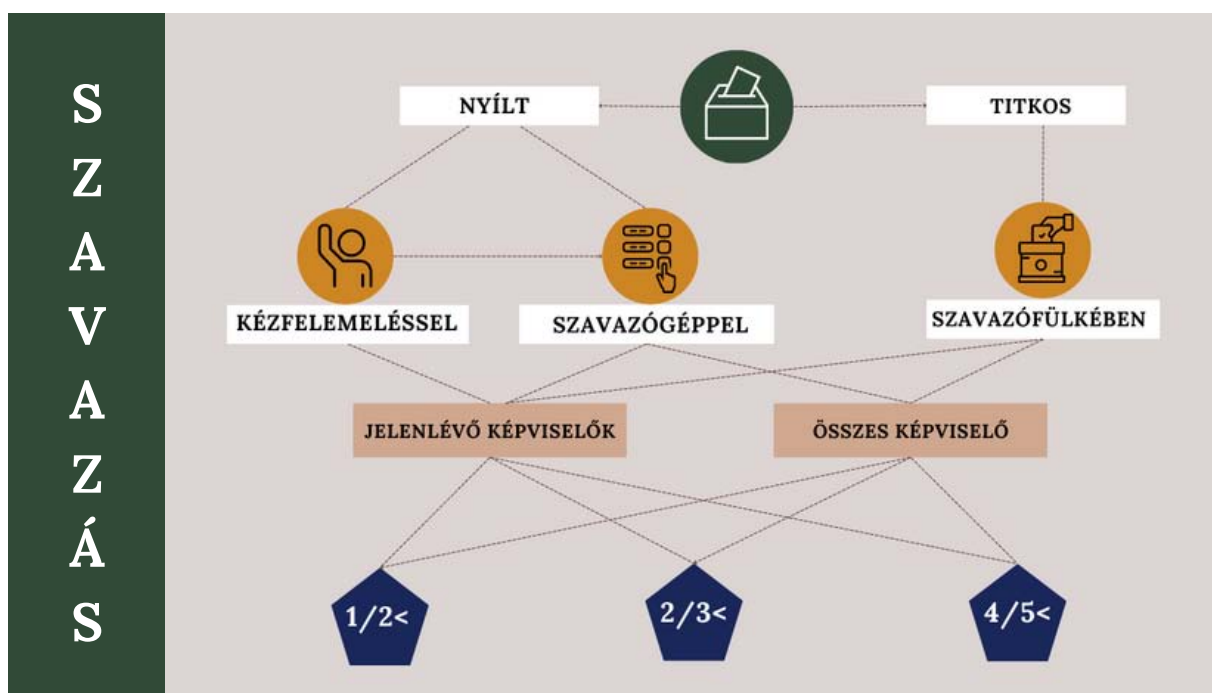 SZAVAZÁS
NYÍLT
TITKOS
KÉZFELEMELÉSSEL
SZAVAZÓGÉPPEL
SZAVAZÓFÜLKÉBEN
JELENLÉVŐ KÉPVISELŐK
ÖSSZES KÉPVISELŐ
1/2<
2/3<
4/5<